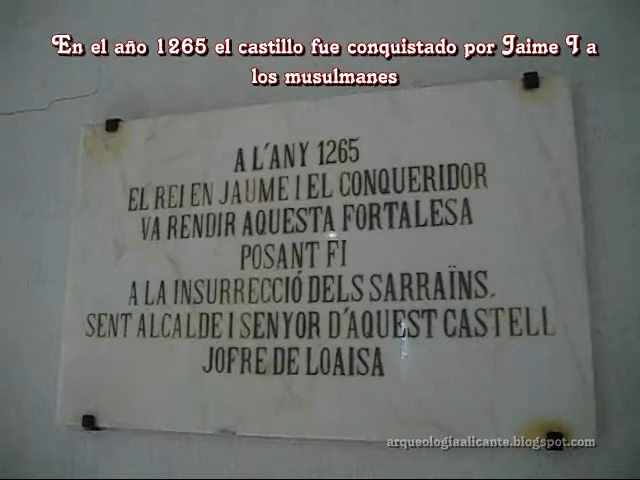 En el año 1265 el castillo fue conquistado por Jaime I a
los musulmanes
A L'ANY 1265
EL REI EN JAUME I EL CONQUERIDOR
VA RENDIR AQUESTA FORTALESA
POSANT FI
A LA INSURRECCIÓ DELS SARRAÏNS,
SENT ALCALDE I SENYOR D'AQUEST CASTELL
JOFRE DE LOAISA
arqueologiaalicante.blogspot.com